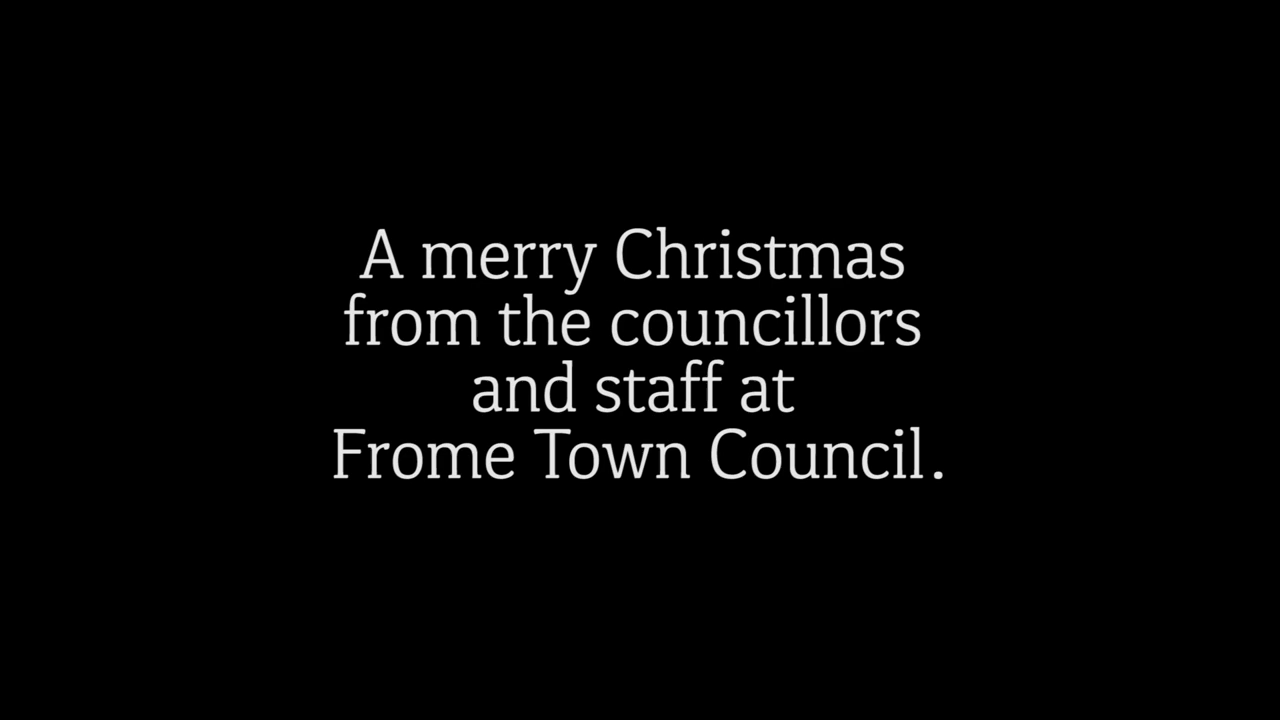 A merry Christmas
from the councillors
and staff at
Frome Town Council.